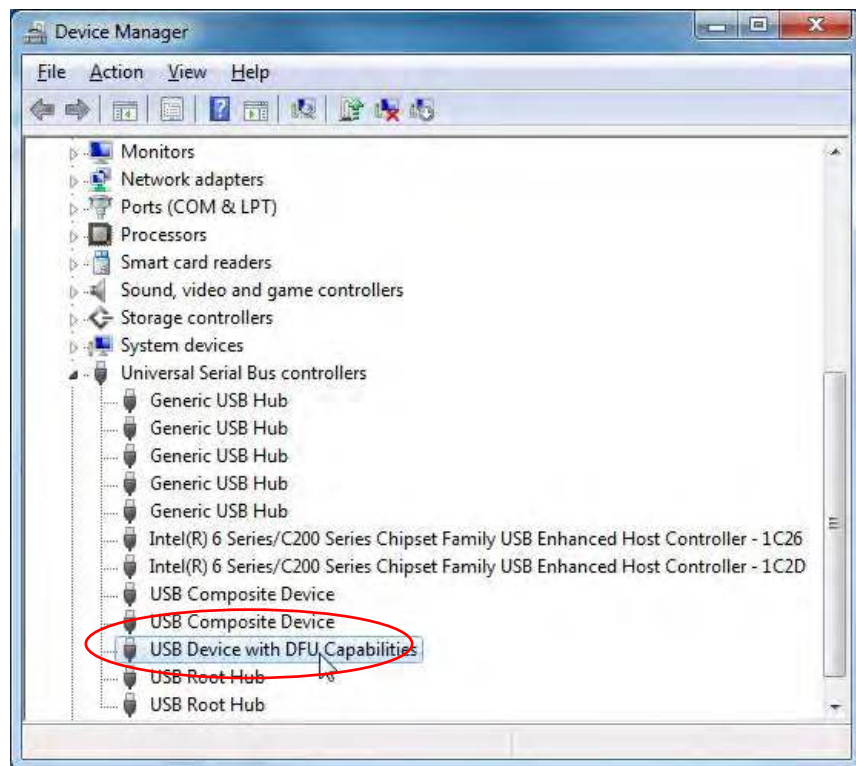 Device Manager
File Action View Help
Monitors
Network adapters
Ports (COM & LPT)
Processors
Smart card readers
Sound, video and game controllers
Storage controllers
System devices
Universal Serial Bus controllers
Generic USB Hub
Generic USB Hub
Generic USB Hub
Generic USB Hub
Generic USB Hub
Intel(R) 6 Series/C200 Series Chipset Family USB Enhanced Host Controller - 1C26
Intel(R) 6 Series/C200 Series Chipset Family USB Enhanced Host Controller - 1C2D
USB Composite Device
USB Composite Device
USB Device with DFU Capabilities
USB Root Hub
USB Root Hub